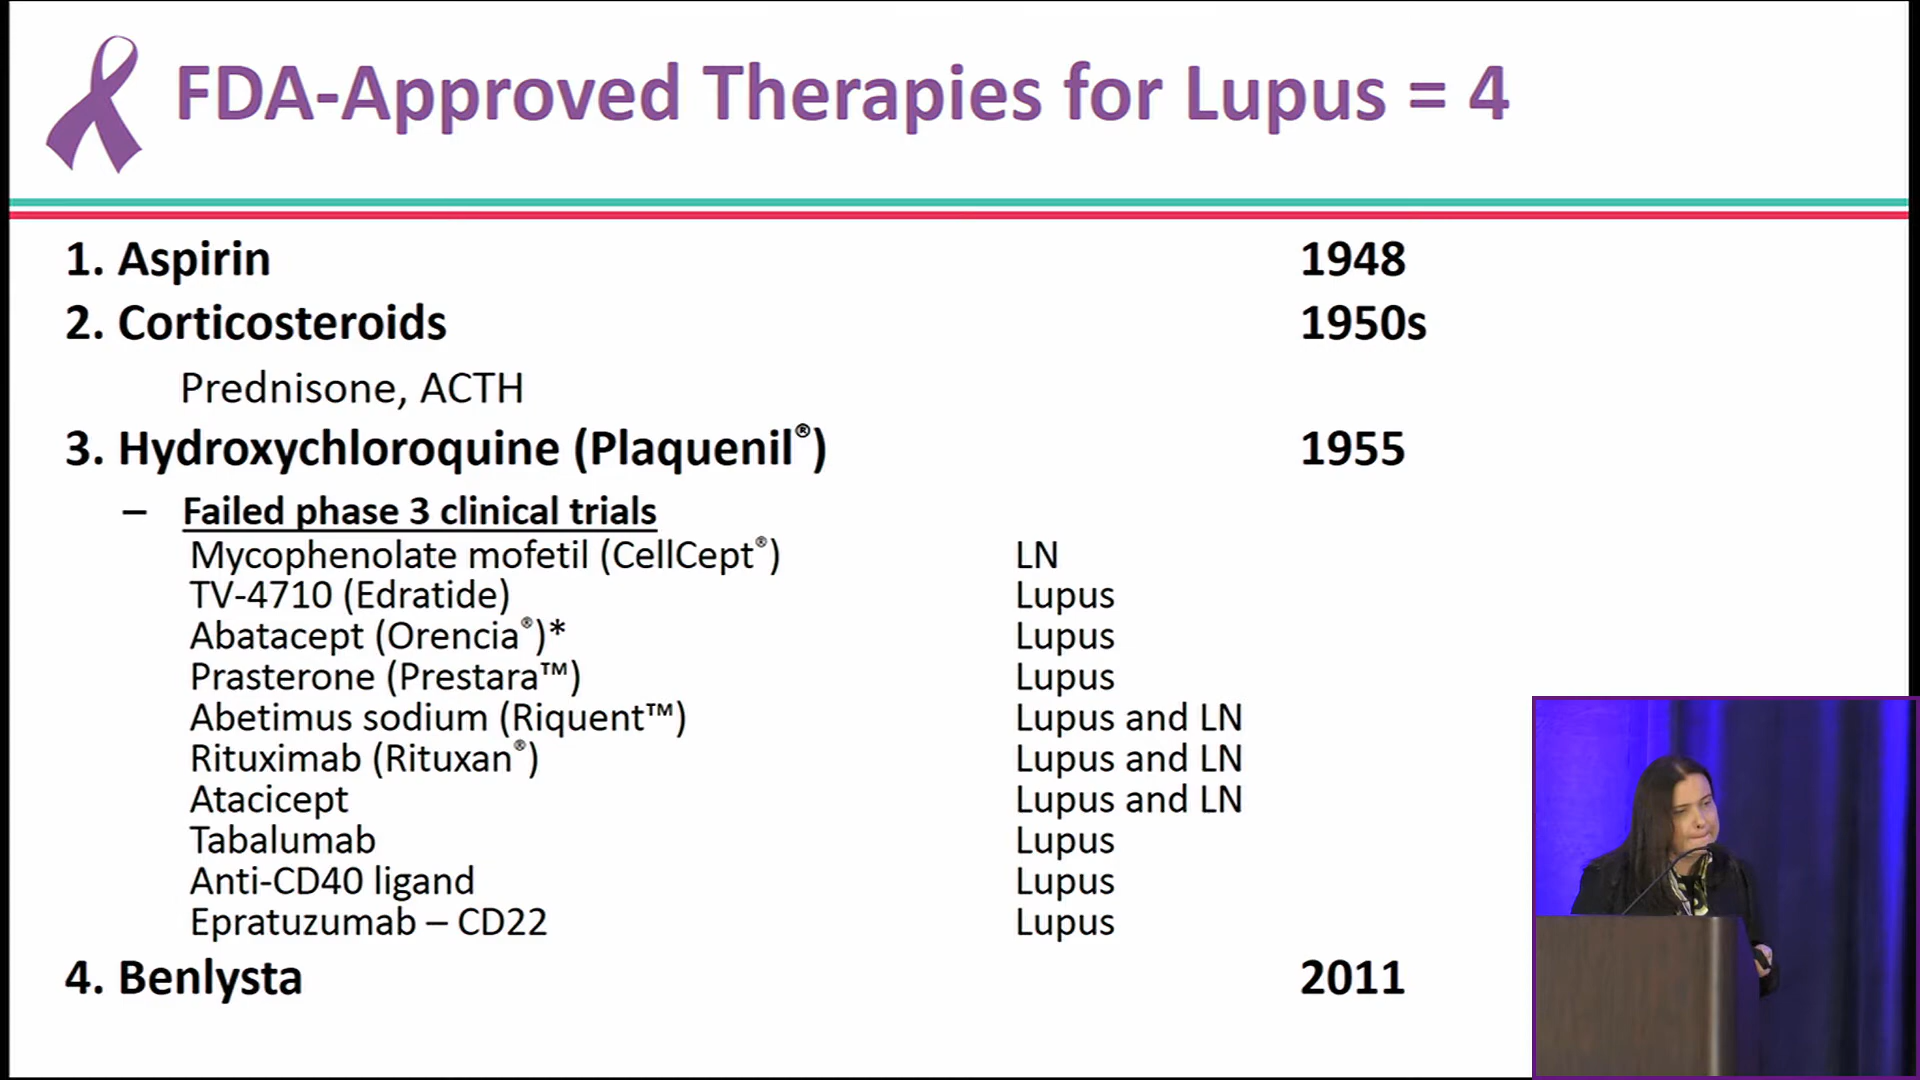 FDA-Approved Therapies for Lupus = 4
1. Aspirin 1948
2. Corticosteroids 1950s
Prednisone, ACTH
3. Hydroxychloroquine (Plaquenil®) 1955
– Failed phase 3 clinical trials
Mycophenolate mofetil (CellCept®) LN
TV-4710 (Edratide) Lupus
Abatacept (Orencia®)* Lupus
Prasterone (Prestara™) Lupus
Abetimus sodium (Riquent™) Lupus and LN
Rituximab (Rituxan®) Lupus and LN
Atacicept Lupus and LN
Tabalumab Lupus
Anti-CD40 ligand Lupus
Epratuzumab – CD22 Lupus
4. Benlysta 2011